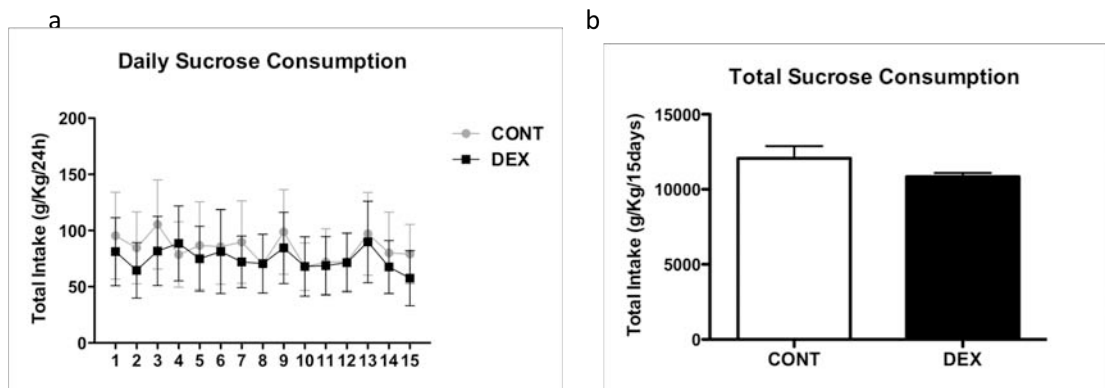 a
Daily Sucrose Consumption
Total Intake (g/Kg/24h)
200
150
100
50
0
1 2 3 4 5 6 7 8 9 10 11 12 13 14 15
CONT
DEX
b
Total Sucrose Consumption
Total Intake (g/Kg/15days)
15000
10000
5000
0
CONT DEX